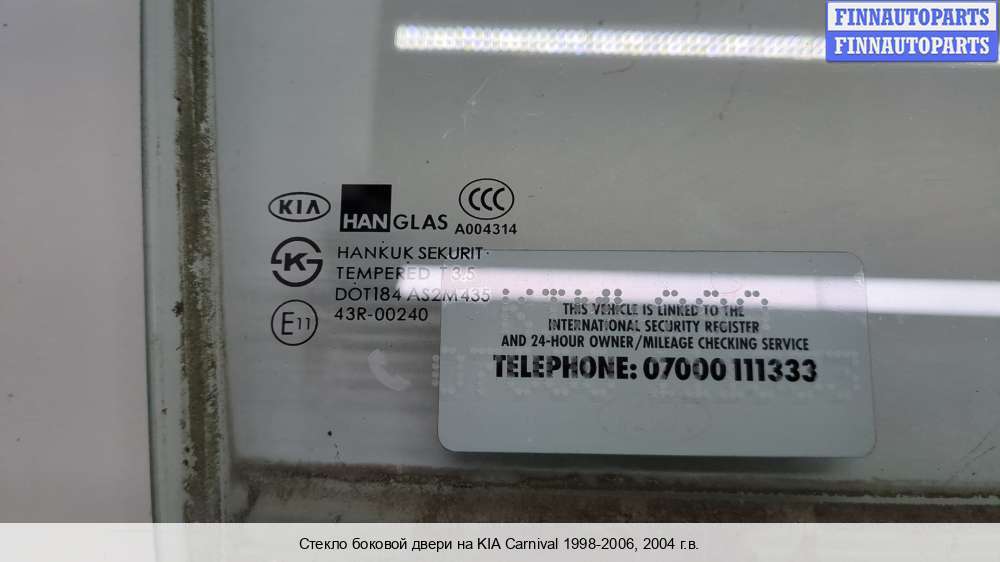 FINNAUTOPARTS
FINNAUTOPARTS
KIA
HANGLAS
CCC
A004314
K
S
HANKUK SEKURIT
TEMPERED T 3.5
DOT184 AS2M435
E11
43R-00240
THIS VEHICLE IS LINKED TO THE
INTERNATIONAL SECURITY REGISTER
AND 24-HOUR OWNER/MILEAGE CHECKING SERVICE
TELEPHONE: 07000 111333
Стекло боковой двери на KIA Carnival 1998-2006, 2004 г.в.